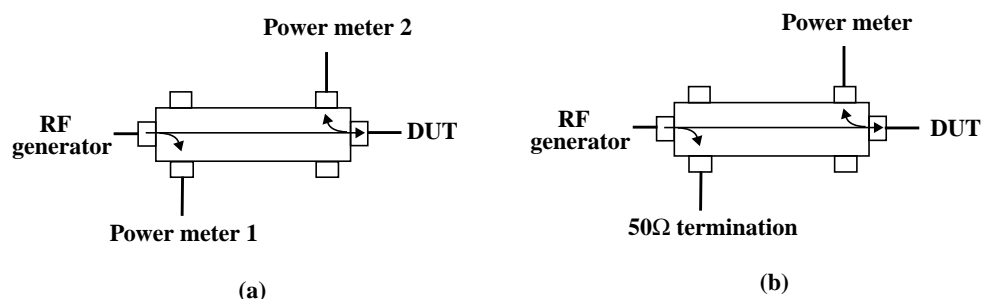 Power meter 2
RF
generator
DUT
Power meter 1
(a)
Power meter
RF
generator
DUT
50Ω termination
(b)